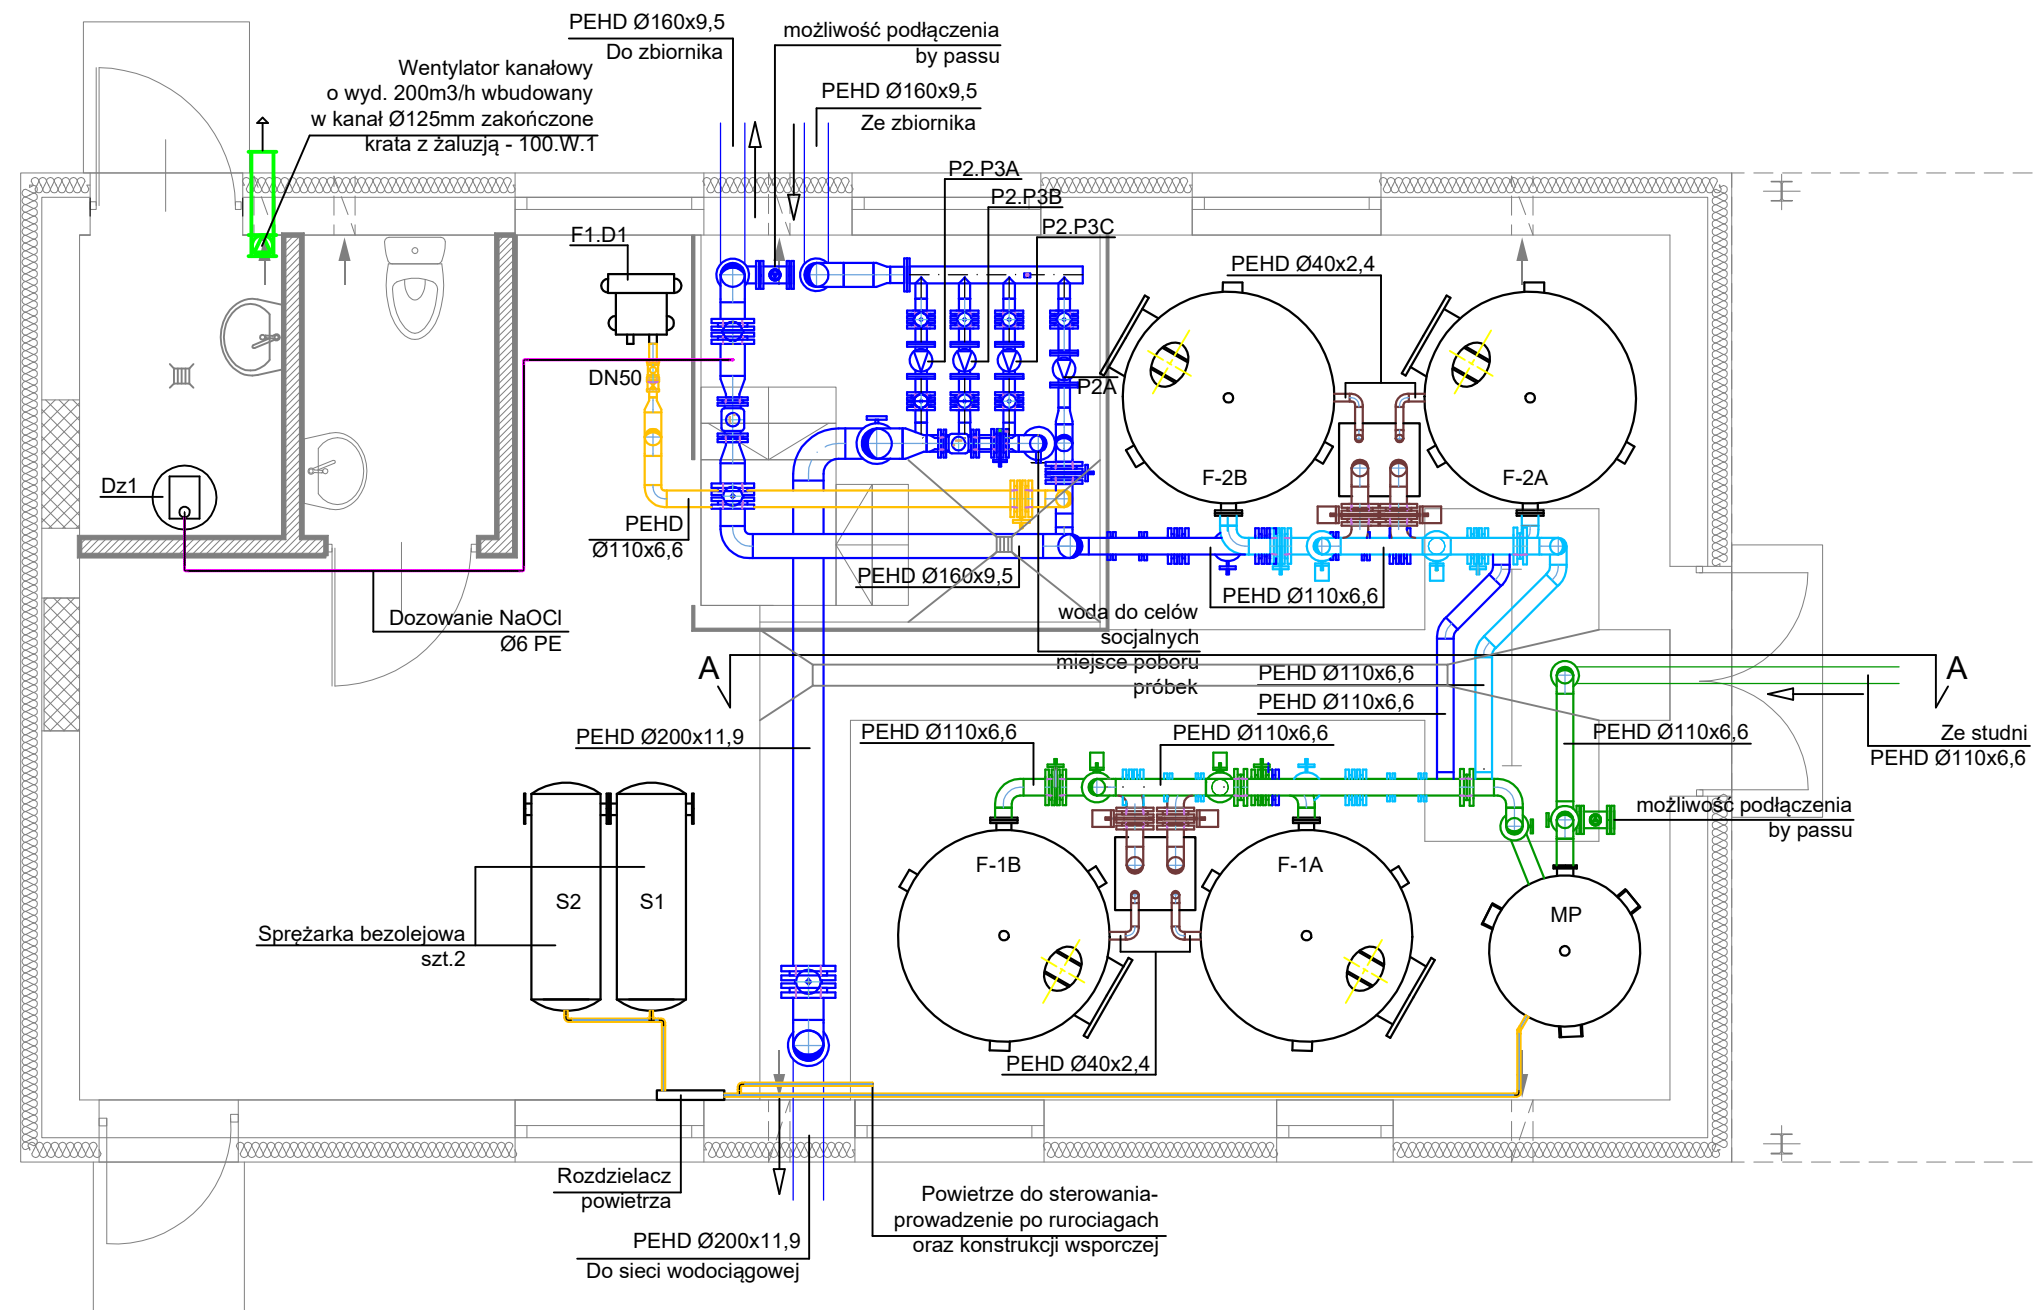 PEHD Ø160x9,5
Do zbiornika
możliwość podłączenia
by passu
Wentylator kanałowy
o wyd. 200m3/h wbudowany
w kanał Ø125mm zakończone
krata z żaluzją - 100.W.1
PEHD Ø160x9,5
Ze zbiornika
P2.P3A
P2.P3B
P2.P3C
F1.D1
PEHD Ø40x2,4
DN50
P2A
F-2B
F-2A
Dz1
PEHD
Ø110x6,6
PEHD Ø160x9,5
PEHD Ø110x6,6
Dozowanie NaOCl
Ø6 PE
woda do celów
socjalnych
miejsce poboru
próbek
A
A
PEHD Ø110x6,6
PEHD Ø110x6,6
PEHD Ø200x11,9
PEHD Ø110x6,6
PEHD Ø110x6,6
PEHD Ø110x6,6
Ze studni
PEHD Ø110x6,6
możliwość podłączenia
by passu
F-1B
F-1A
MP
S2
S1
Sprężarka bezolejowa
szt.2
PEHD Ø40x2,4
Rozdzielacz
powietrza
Powietrze do sterowania-
prowadzenie po rurociagach
oraz konstrukcji wsporczej
PEHD Ø200x11,9
Do sieci wodociągowej